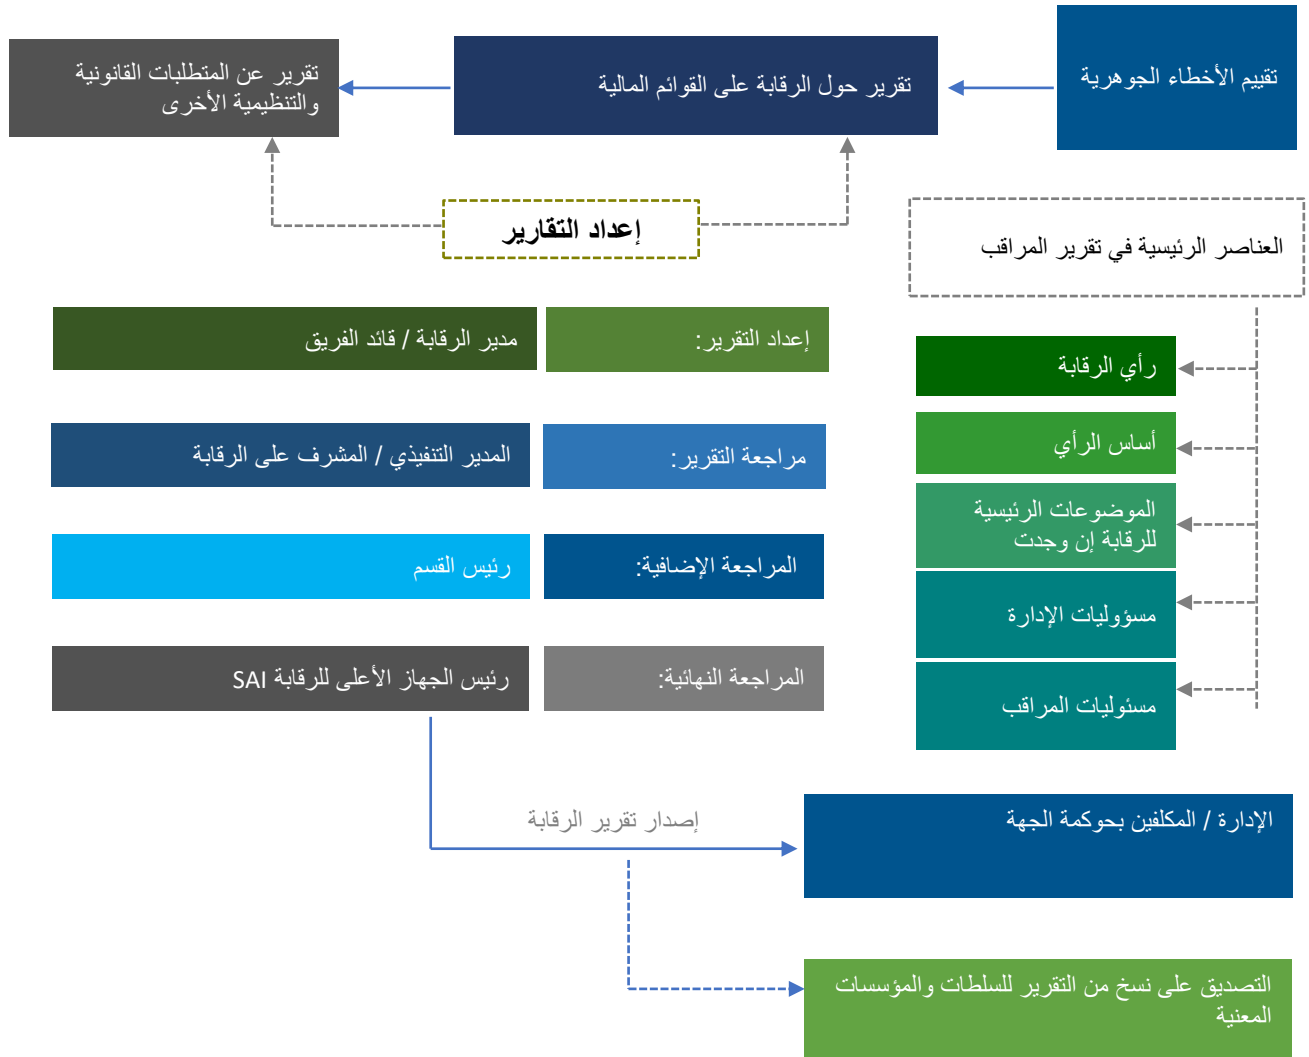 تقييم الأخطاء الجوهرية
تقرير حول الرقابة على القوائم المالية
تقرير عن المتطلبات القانونية
والتنظيمية الأخرى
إعداد التقارير
العناصر الرئيسية في تقرير المراقب
رأي الرقابة
أساس الرأي
الموضوعات الرئيسية
للرقابة إن وجدت
مسؤوليات الإدارة
مسئوليات المراقب
إعداد التقرير:
مدير الرقابة / قائد الفريق
مراجعة التقرير:
المدير التنفيذي / المشرف على الرقابة
المراجعة الإضافية:
رئيس القسم
المراجعة النهائية:
رئيس الجهاز الأعلى للرقابة SAI
إصدار تقرير الرقابة
الإدارة / المكلفين بحوكمة الجهة
التصديق على نسخ من التقرير للسلطات والمؤسسات
المعنية